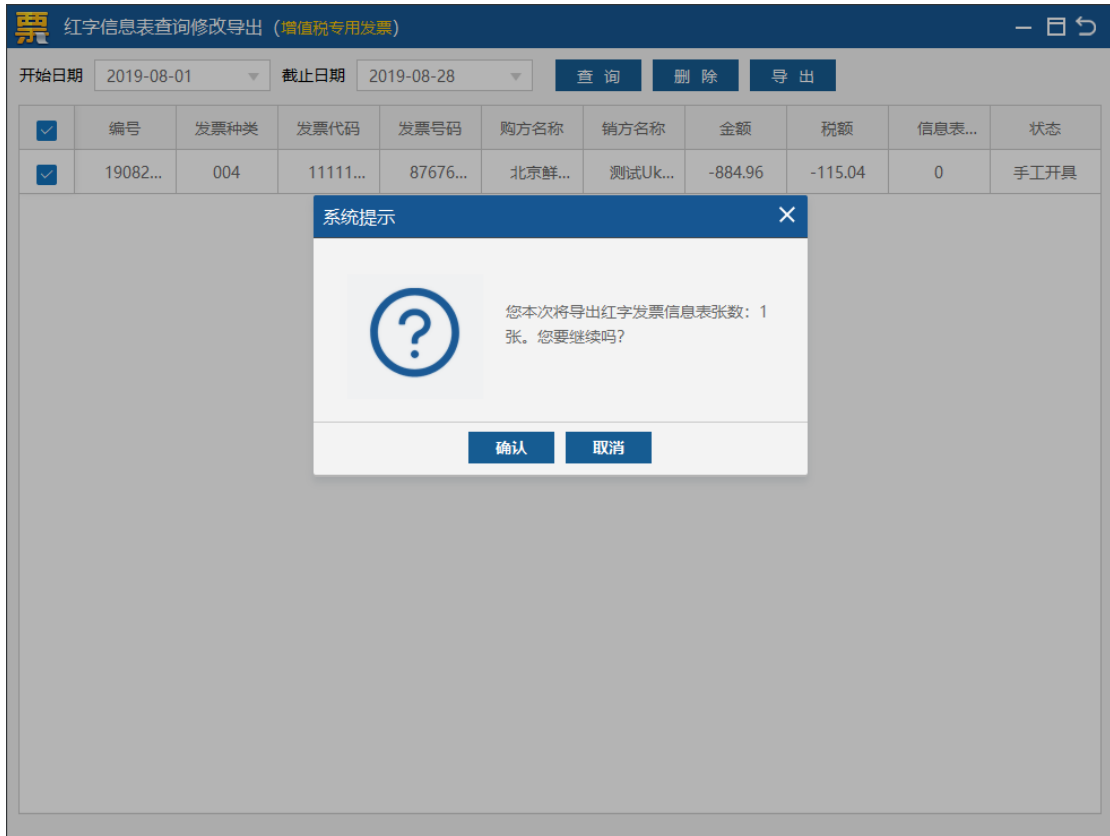 票 红字信息表查询修改导出 (增值税专用发票)
开始日期 2019-08-01 截止日期 2019-08-28 查 询 删 除 导 出
编号 发票种类 发票代码 发票号码 购方名称 销方名称 金额 税额 信息表... 状态
19082... 004 11111... 87676... 北京鲜... 测试Uk... -884.96 -115.04 0 手工开具
系统提示
您本次将导出红字发票信息表张数：1
张。您要继续吗？
确认 取消